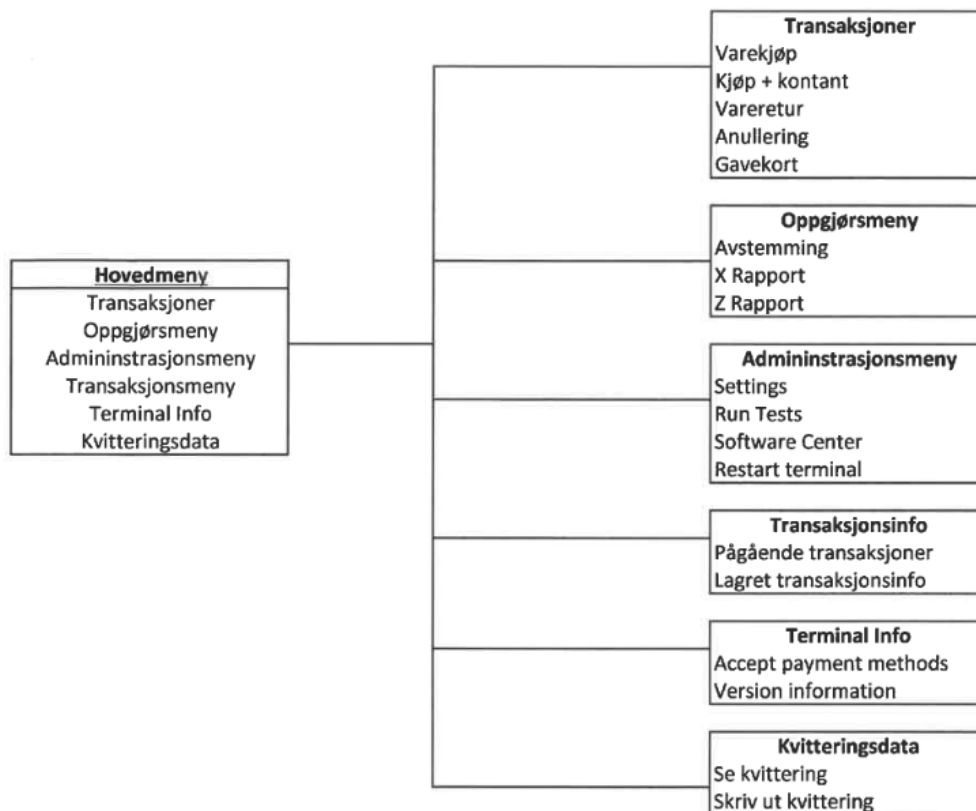 Hovedmeny
Transaksjoner
Oppgjørsmeny
Admininstrasjonsmeny
Transaksjonsmeny
Terminal Info
Kvitteringsdata
Transaksjoner
Varekjøp
Kjøp + kontant
Vareretur
Anullering
Gavekort
Oppgjørsmeny
Avstemming
X Rapport
Z Rapport
Admininstrasjonsmeny
Settings
Run Tests
Software Center
Restart terminal
Transaksjonsinfo
Pågående transaksjoner
Lagret transaksjonsinfo
Terminal Info
Accept payment methods
Version information
Kvitteringsdata
Se kvittering
Skriv ut kvittering